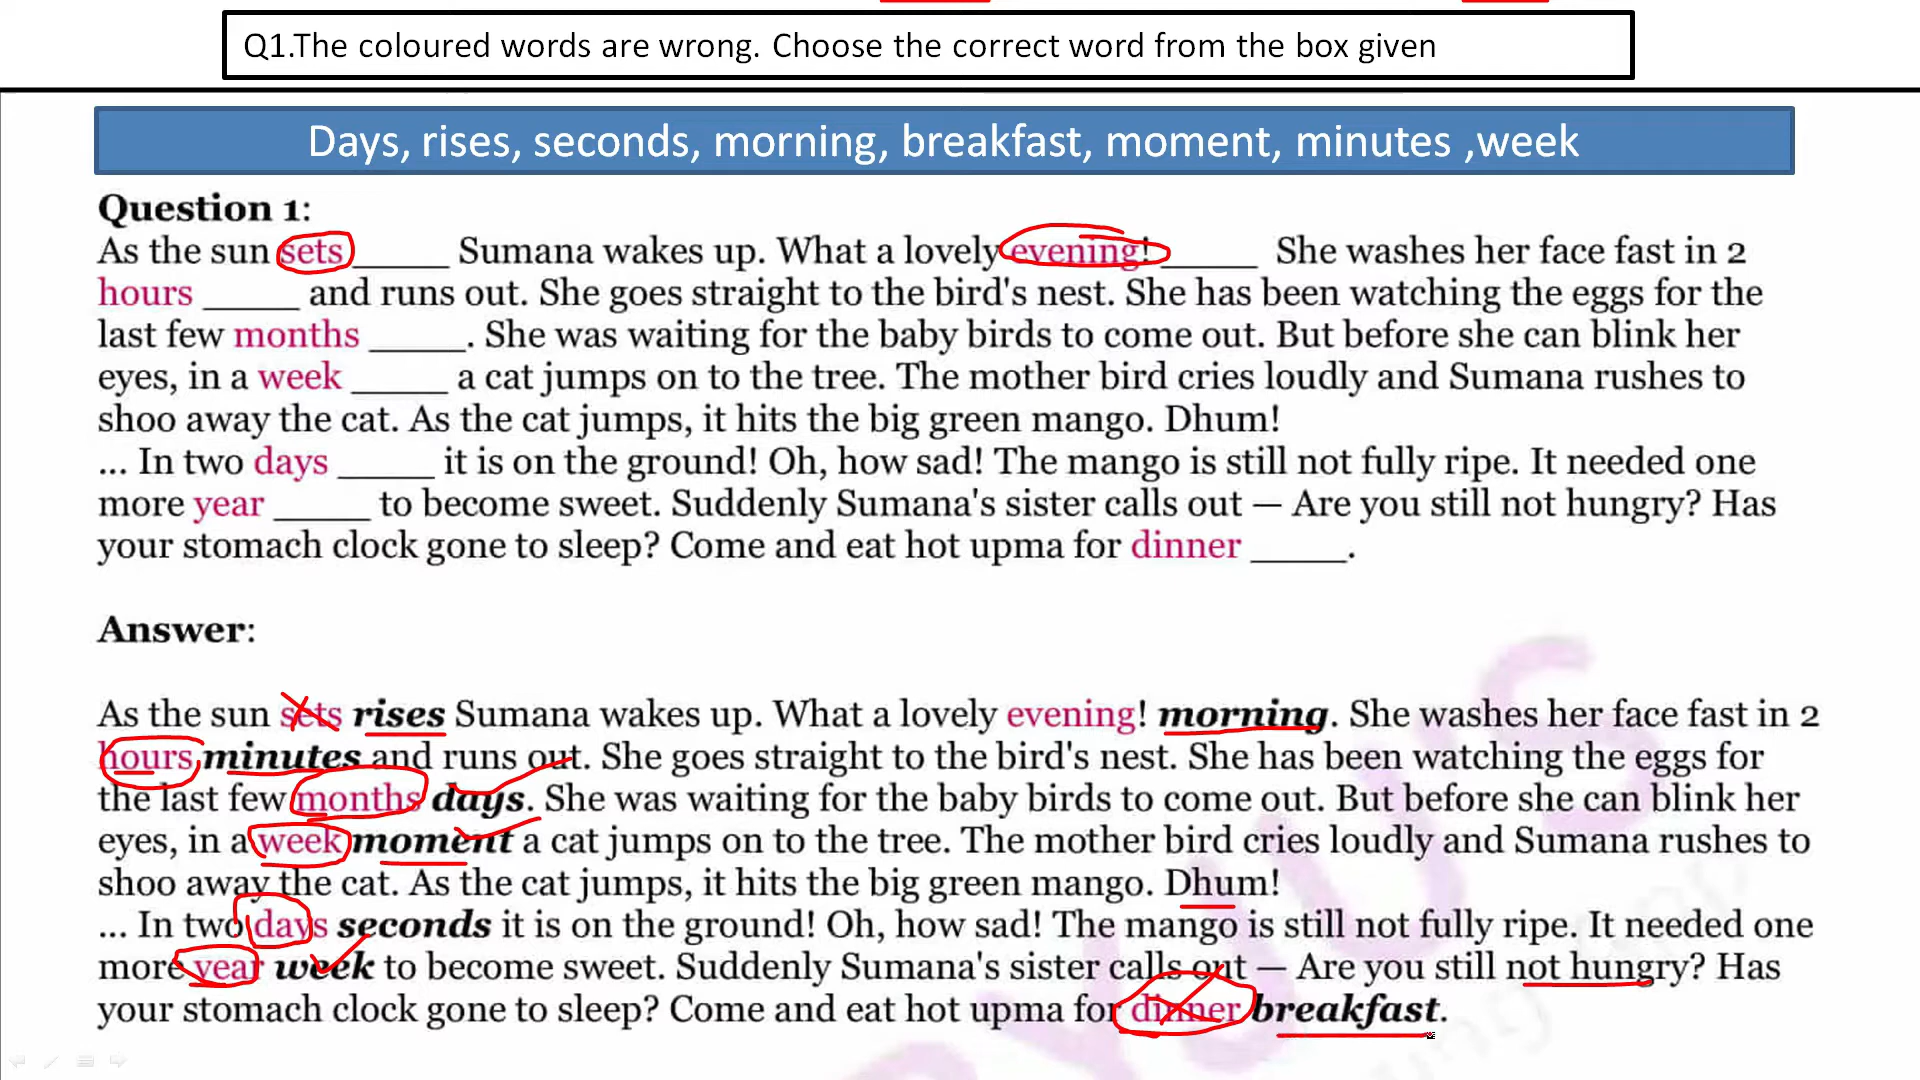 Q1.The coloured words are wrong. Choose the correct word from the box given
Days, rises, seconds, morning, breakfast, moment, minutes ,week
Question 1:
As the sun sets _____ Sumana wakes up. What a lovely evening! _____ She washes her face fast in 2
hours _____ and runs out. She goes straight to the bird's nest. She has been watching the eggs for the
last few months _____. She was waiting for the baby birds to come out. But before she can blink her
eyes, in a week _____ a cat jumps on to the tree. The mother bird cries loudly and Sumana rushes to
shoo away the cat. As the cat jumps, it hits the big green mango. Dhum!
... In two days _____ it is on the ground! Oh, how sad! The mango is still not fully ripe. It needed one
more year _____ to become sweet. Suddenly Sumana's sister calls out — Are you still not hungry? Has
your stomach clock gone to sleep? Come and eat hot upma for dinner _____.
Answer:
As the sun sets rises Sumana wakes up. What a lovely evening! morning. She washes her face fast in 2
hours minutes and runs out. She goes straight to the bird's nest. She has been watching the eggs for
the last few months days. She was waiting for the baby birds to come out. But before she can blink her
eyes, in a week moment a cat jumps on to the tree. The mother bird cries loudly and Sumana rushes to
shoo away the cat. As the cat jumps, it hits the big green mango. Dhum!
... In two days seconds it is on the ground! Oh, how sad! The mango is still not fully ripe. It needed one
more year week to become sweet. Suddenly Sumana's sister calls out — Are you still not hungry? Has
your stomach clock gone to sleep? Come and eat hot upma for dinner breakfast.